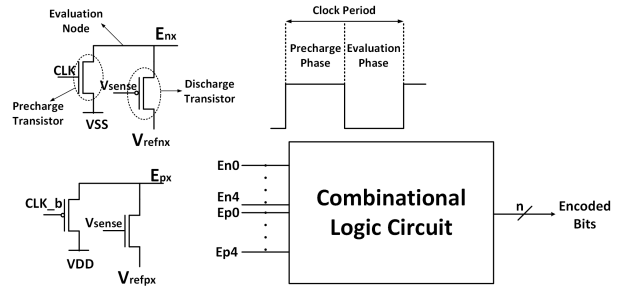 Evaluation
Node
Enx
CLK
Vsense
Precharge
Transistor
VSS
Discharge
Transistor
Vrefnx
Clock Period
Precharge
Phase
Evaluation
Phase
Epx
CLK_b
Vsense
VDD
Vrefpx
En0
En4
Ep0
Ep4
Combinational
Logic Circuit
n
Encoded
Bits